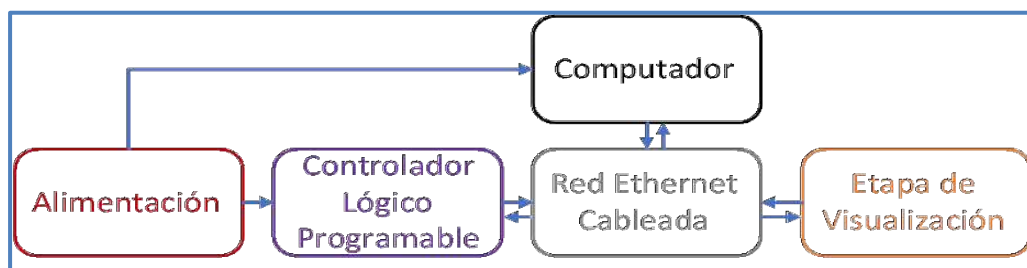 Computador
Alimentación
Controlador
Lógico
Programable
Red Ethernet
Cableada
Etapa de
Visualización